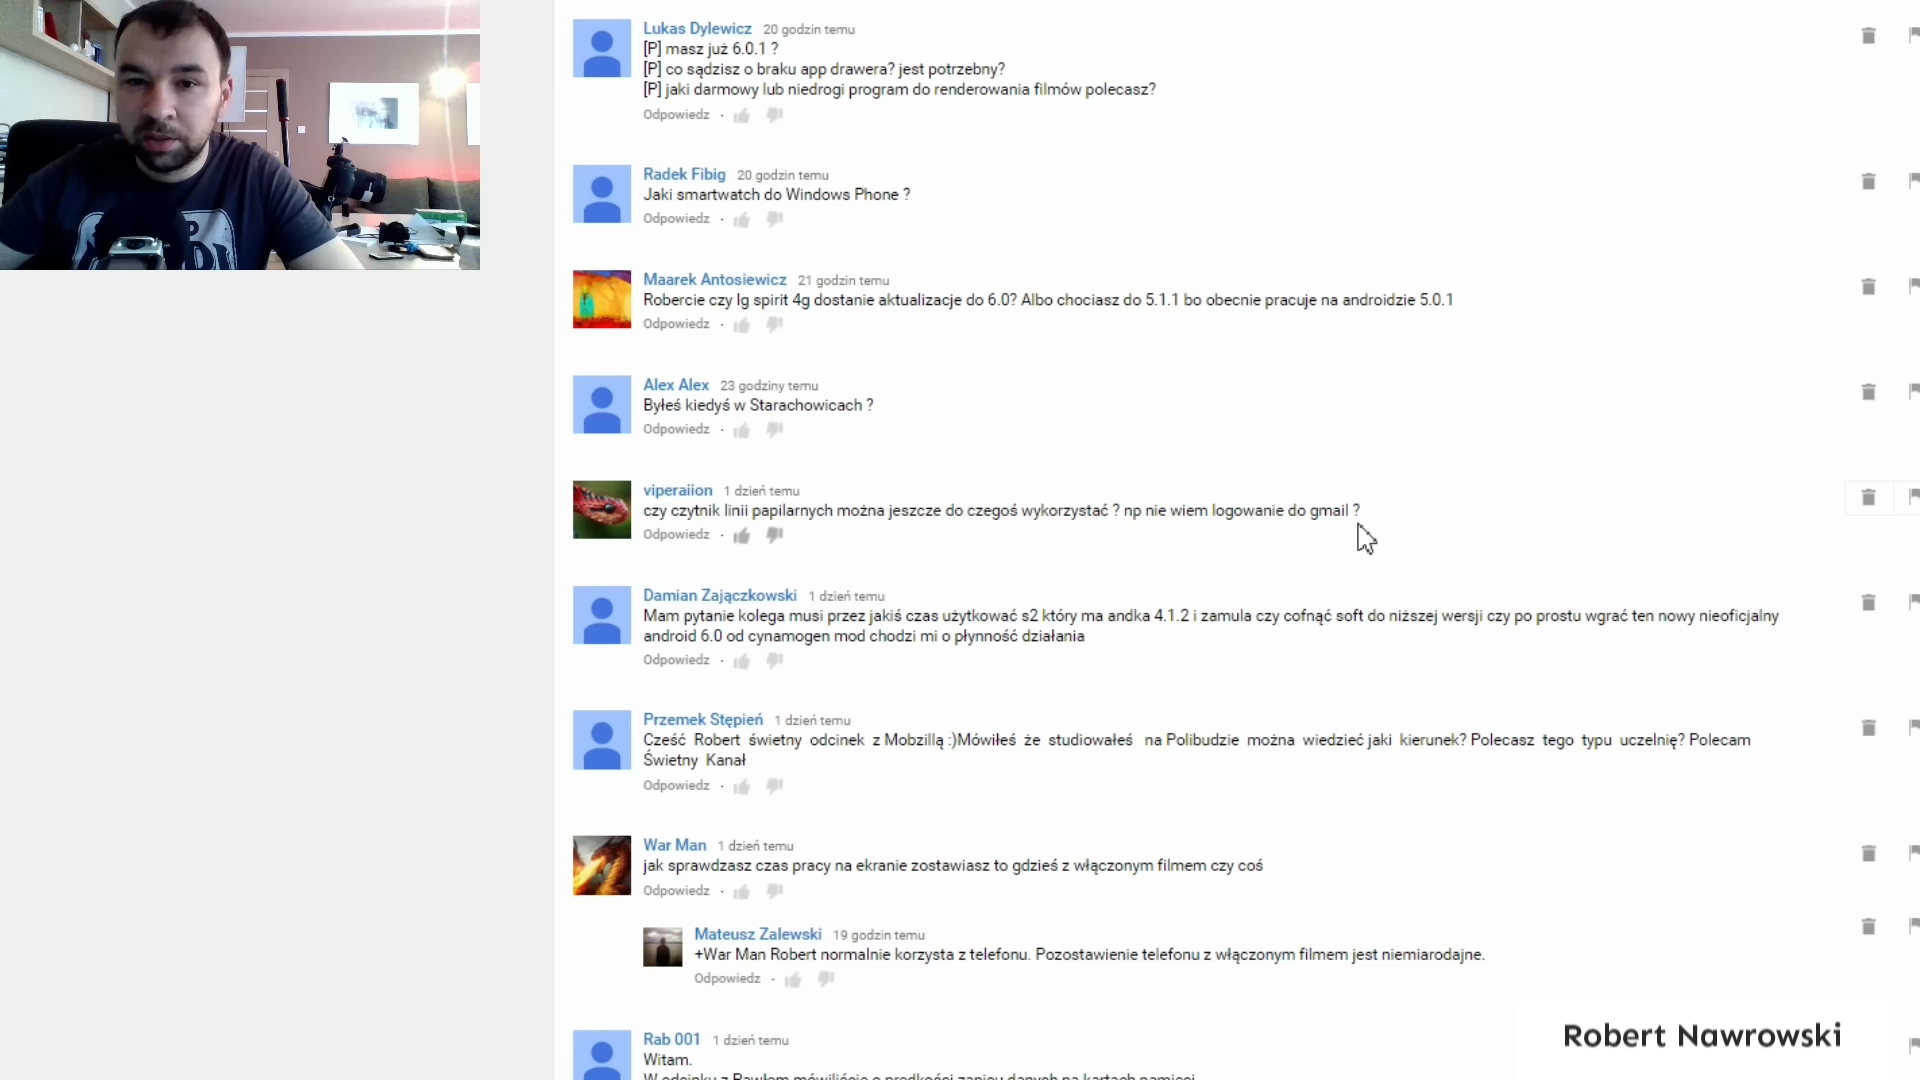 Lukas Dylewicz 20 godzin temu
[P] masz już 6.0.1 ?
[P] co sądzisz o braku app drawera? jest potrzebny?
[P] jaki darmowy lub niedrogi program do renderowania filmów polecasz?
Odpowiedz ·
Radek Fibig 20 godzin temu
Jaki smartwatch do Windows Phone ?
Odpowiedz ·
Maarek Antosiewicz 21 godzin temu
Robercie czy lg spirit 4g dostanie aktualizacje do 6.0? Albo chociasz do 5.1.1 bo obecnie pracuje na androidzie 5.0.1
Odpowiedz ·
Alex Alex 23 godziny temu
Byłeś kiedyś w Starachowicach ?
Odpowiedz ·
viperaiion 1 dzień temu
czy czytnik linii papilarnych można jeszcze do czegoś wykorzystać ? np nie wiem logowanie do gmail ?
Odpowiedz ·
Damian Zajączkowski 1 dzień temu
Mam pytanie kolega musi przez jakiś czas użytkować s2 który ma andka 4.1.2 i zamula czy cofnąć soft do niższej wersji czy po prostu wgrać ten nowy nieoficjalny
android 6.0 od cynamogen mod chodzi mi o płynność działania
Odpowiedz ·
Przemek Stępień 1 dzień temu
Cześć Robert świetny odcinek z Mobzillą :)Mówiłeś że studiowałeś na Polibudzie można wiedzieć jaki kierunek? Polecasz tego typu uczelnię? Polecam
Świetny Kanał
Odpowiedz ·
War Man 1 dzień temu
jak sprawdzasz czas pracy na ekranie zostawiasz to gdzieś z włączonym filmem czy coś
Odpowiedz ·
Mateusz Zalewski 19 godzin temu
+War Man Robert normalnie korzysta z telefonu. Pozostawienie telefonu z włączonym filmem jest niemiarodajne.
Odpowiedz ·
Rab 001 1 dzień temu
Witam.
W odcinku z Pawłem mówiliście o prędkości zapisu danych na kartach pamięci
Robert Nawrowski